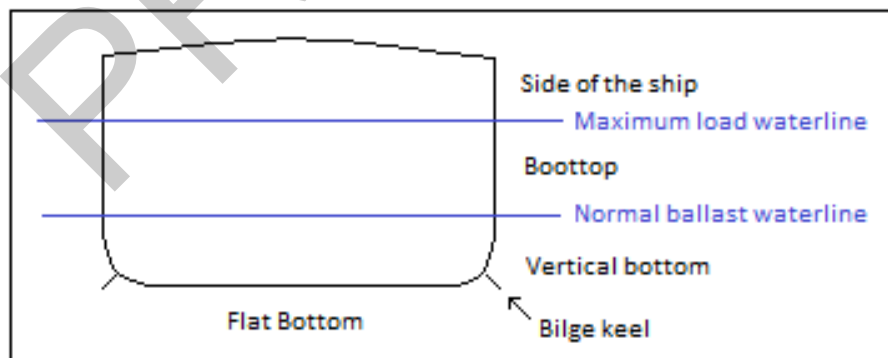 Side of the ship
Maximum load waterline
Boottop
Normal ballast waterline
Vertical bottom
Flat Bottom
Bilge keel